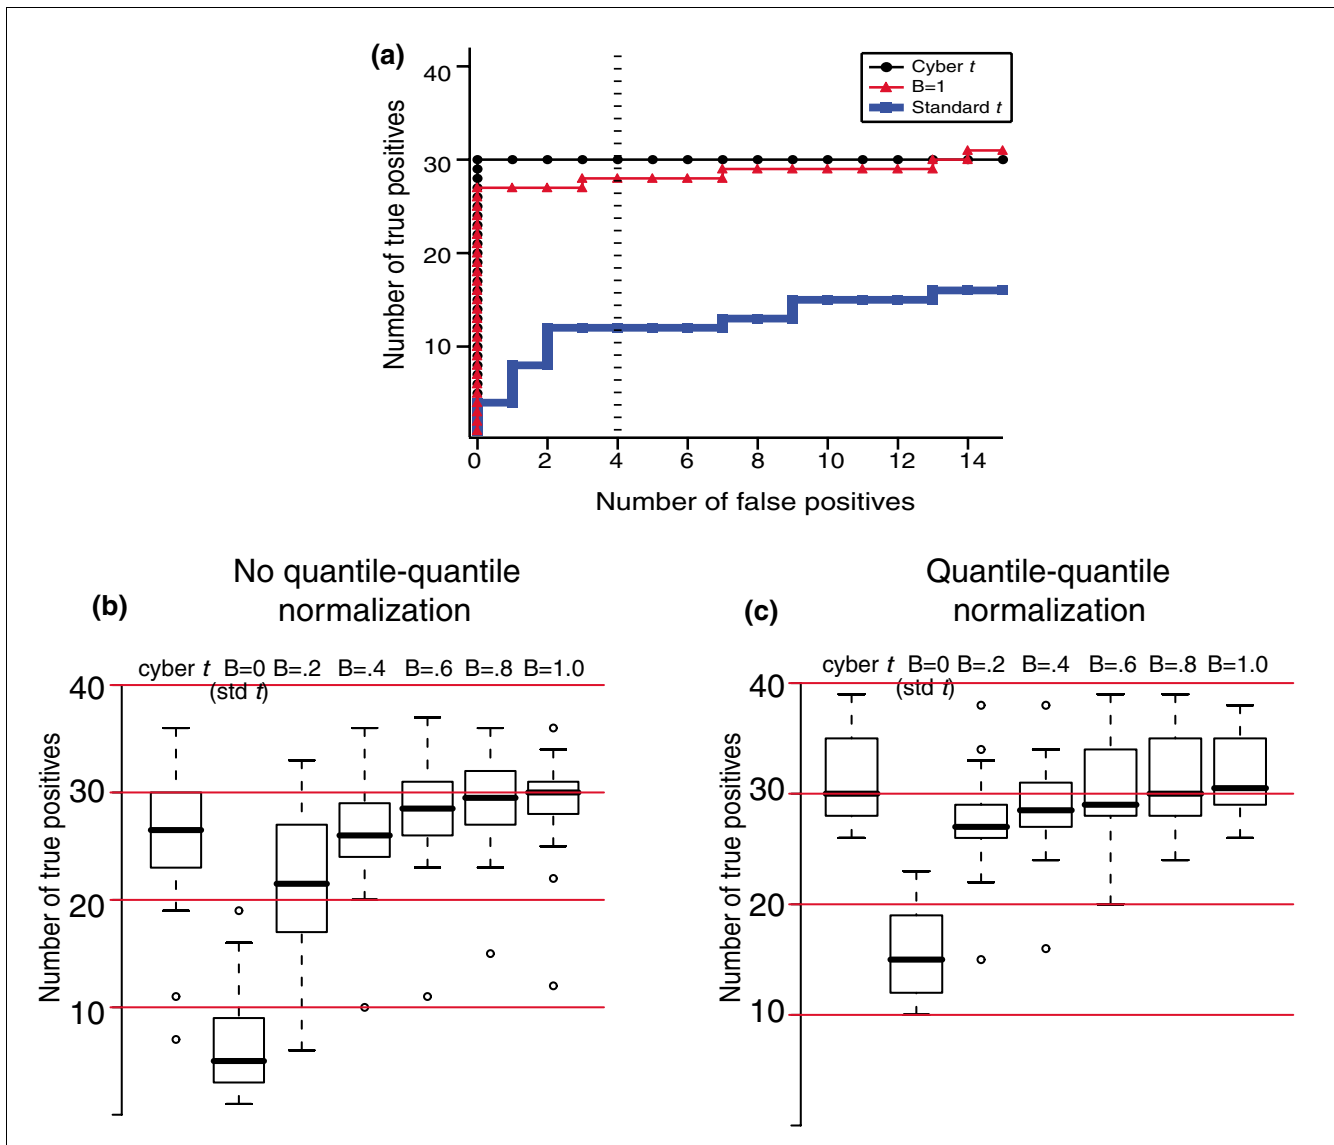 (a)
Cyber t
B=1
Standard t
Number of true positives
40
30
20
10
0 2 4 6 8 10 12 14
Number of false positives
No quantile-quantile
normalization
(b)
cyber t B=0 B=.2 B=.4 B=.6 B=.8 B=1.0
(std t)
Number of true positives
40
30
20
10
Quantile-quantile
normalization
(c)
cyber t B=0 B=.2 B=.4 B=.6 B=.8 B=1.0
(std t)
Number of true positives
40
30
20
10